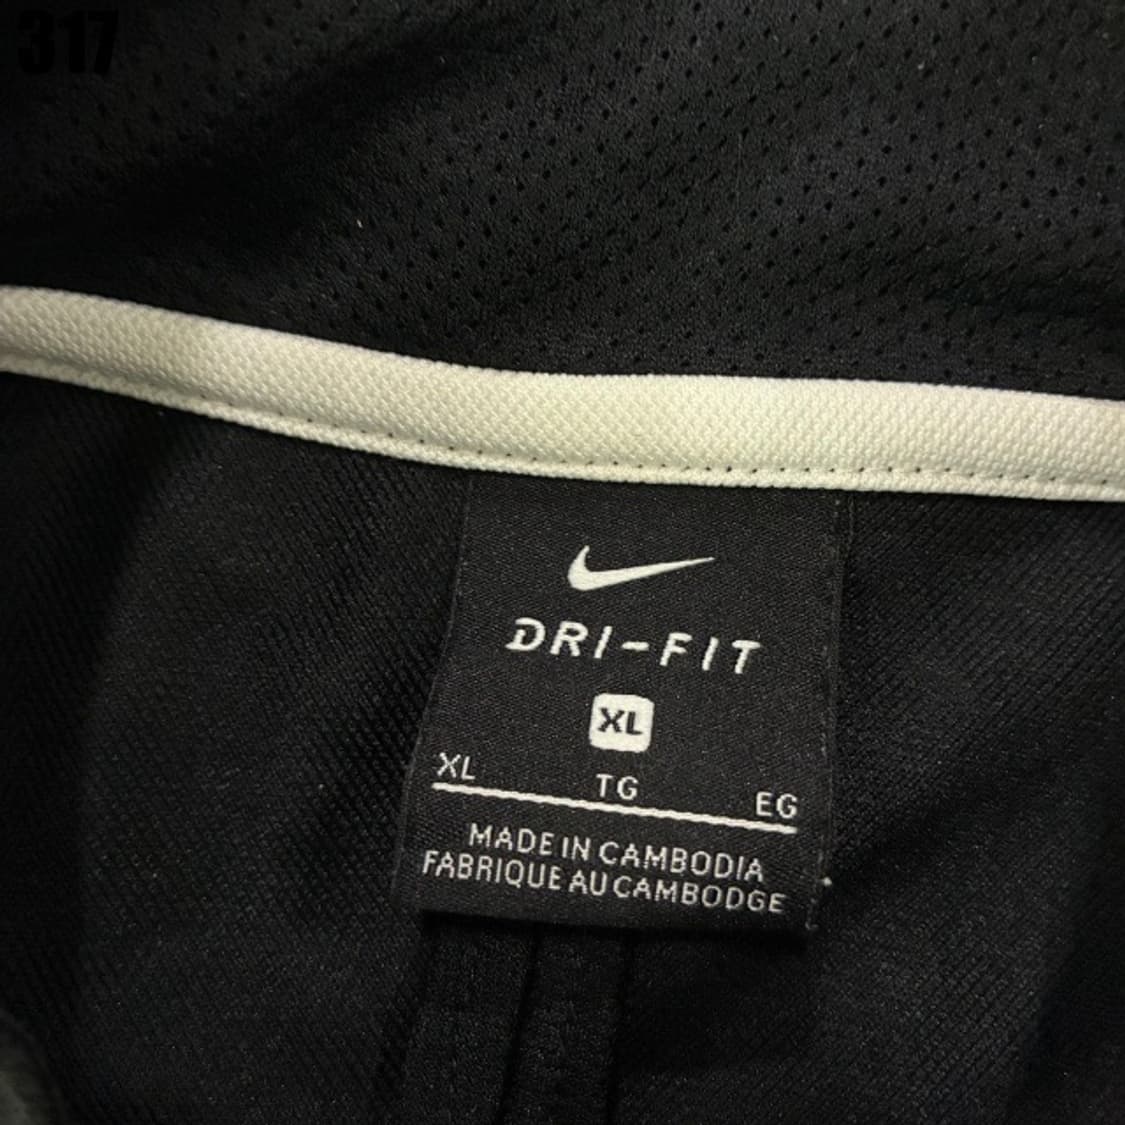 317
DRI-FIT
XL
XL TG EG
MADE IN CAMBODIA
FABRIQUE AU CAMBODGE